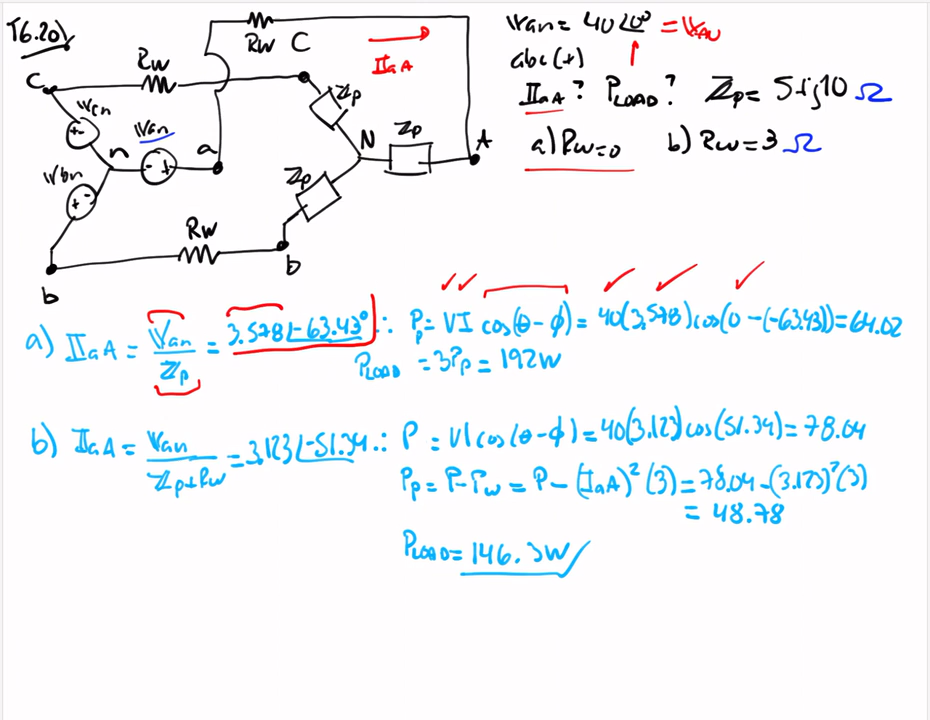 T6.20)
Rw
C
IaA
Van = 40∠0° = VAN
abc (+)
IaA? PLOAD? Zp = 5+j10 Ω
a) Rw=0 b) Rw = 3 Ω
C
Rw
Zp
Vcn
Van
n
a
N
Zp
A
Vbn
Zp
Rw
b
b
a) IaA = Van/Zp = 3.578∠-63.43° ∴ Pp = VI cos(θ-ϕ) = 40(3.578)cos(0-(-63.43)) = 64.02
PLOAD = 3Pp = 192W
b) IaA = Van/Zp+Rw = 3.123∠-51.34 ∴ P = VI cos(θ-ϕ) = 40(3.123)cos(51.34) = 78.04
Pp = P-Pw = P-(IaA)²(3) = 78.04-(3.123)²(3)
= 48.78
PLOAD = 146.3W